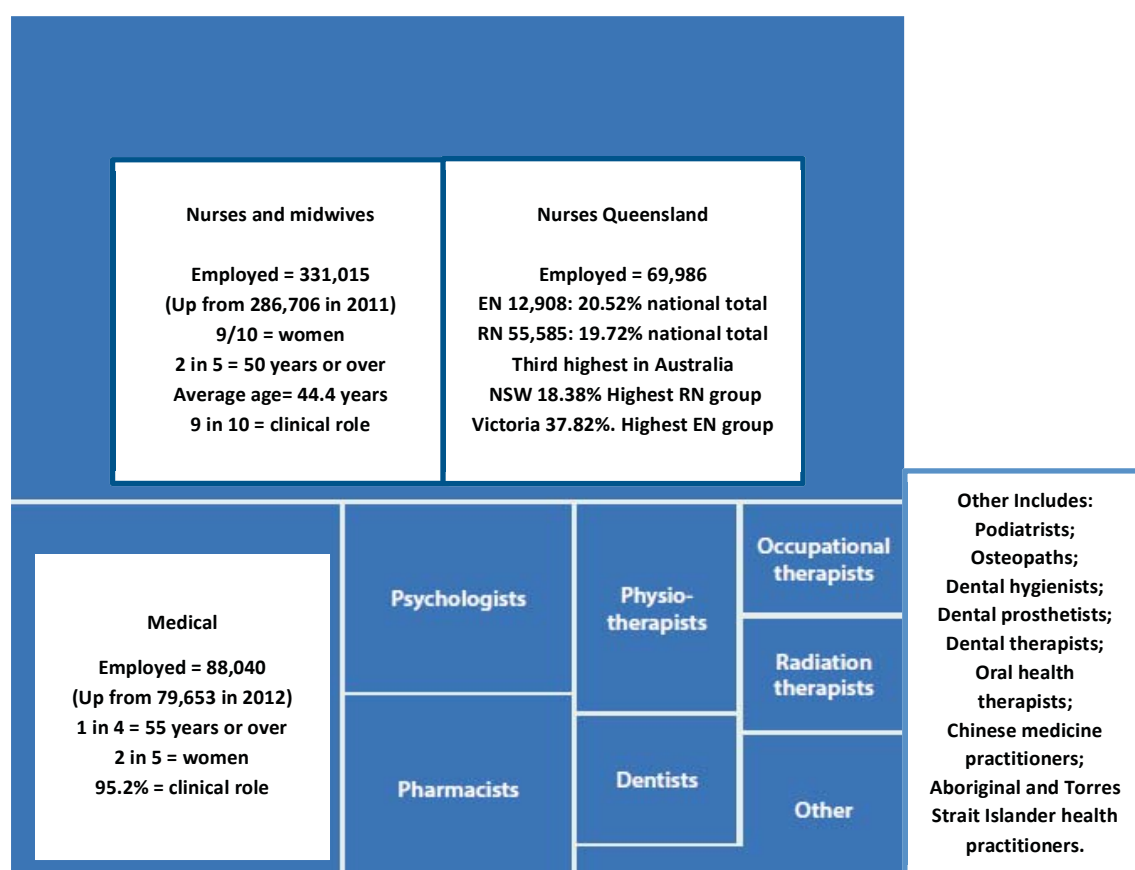 Nurses and midwives
Employed = 331,015
(Up from 286,706 in 2011)
9/10 = women
2 in 5 = 50 years or over
Average age= 44.4 years
9 in 10 = clinical role
Nurses Queensland
Employed = 69,986
EN 12,908: 20.52% national total
RN 55,585: 19.72% national total
Third highest in Australia
NSW 18.38% Highest RN group
Victoria 37.82%. Highest EN group
Medical
Employed = 88,040
(Up from 79,653 in 2012)
1 in 4 = 55 years or over
2 in 5 = women
95.2% = clinical role
Psychologists
Pharmacists
Physio-
therapists
Dentists
Occupational
therapists
Radiation
therapists
Other
Other Includes:
Podiatrists;
Osteopaths;
Dental hygienists;
Dental prosthetists;
Dental therapists;
Oral health
therapists;
Chinese medicine
practitioners;
Aboriginal and Torres
Strait Islander health
practitioners.